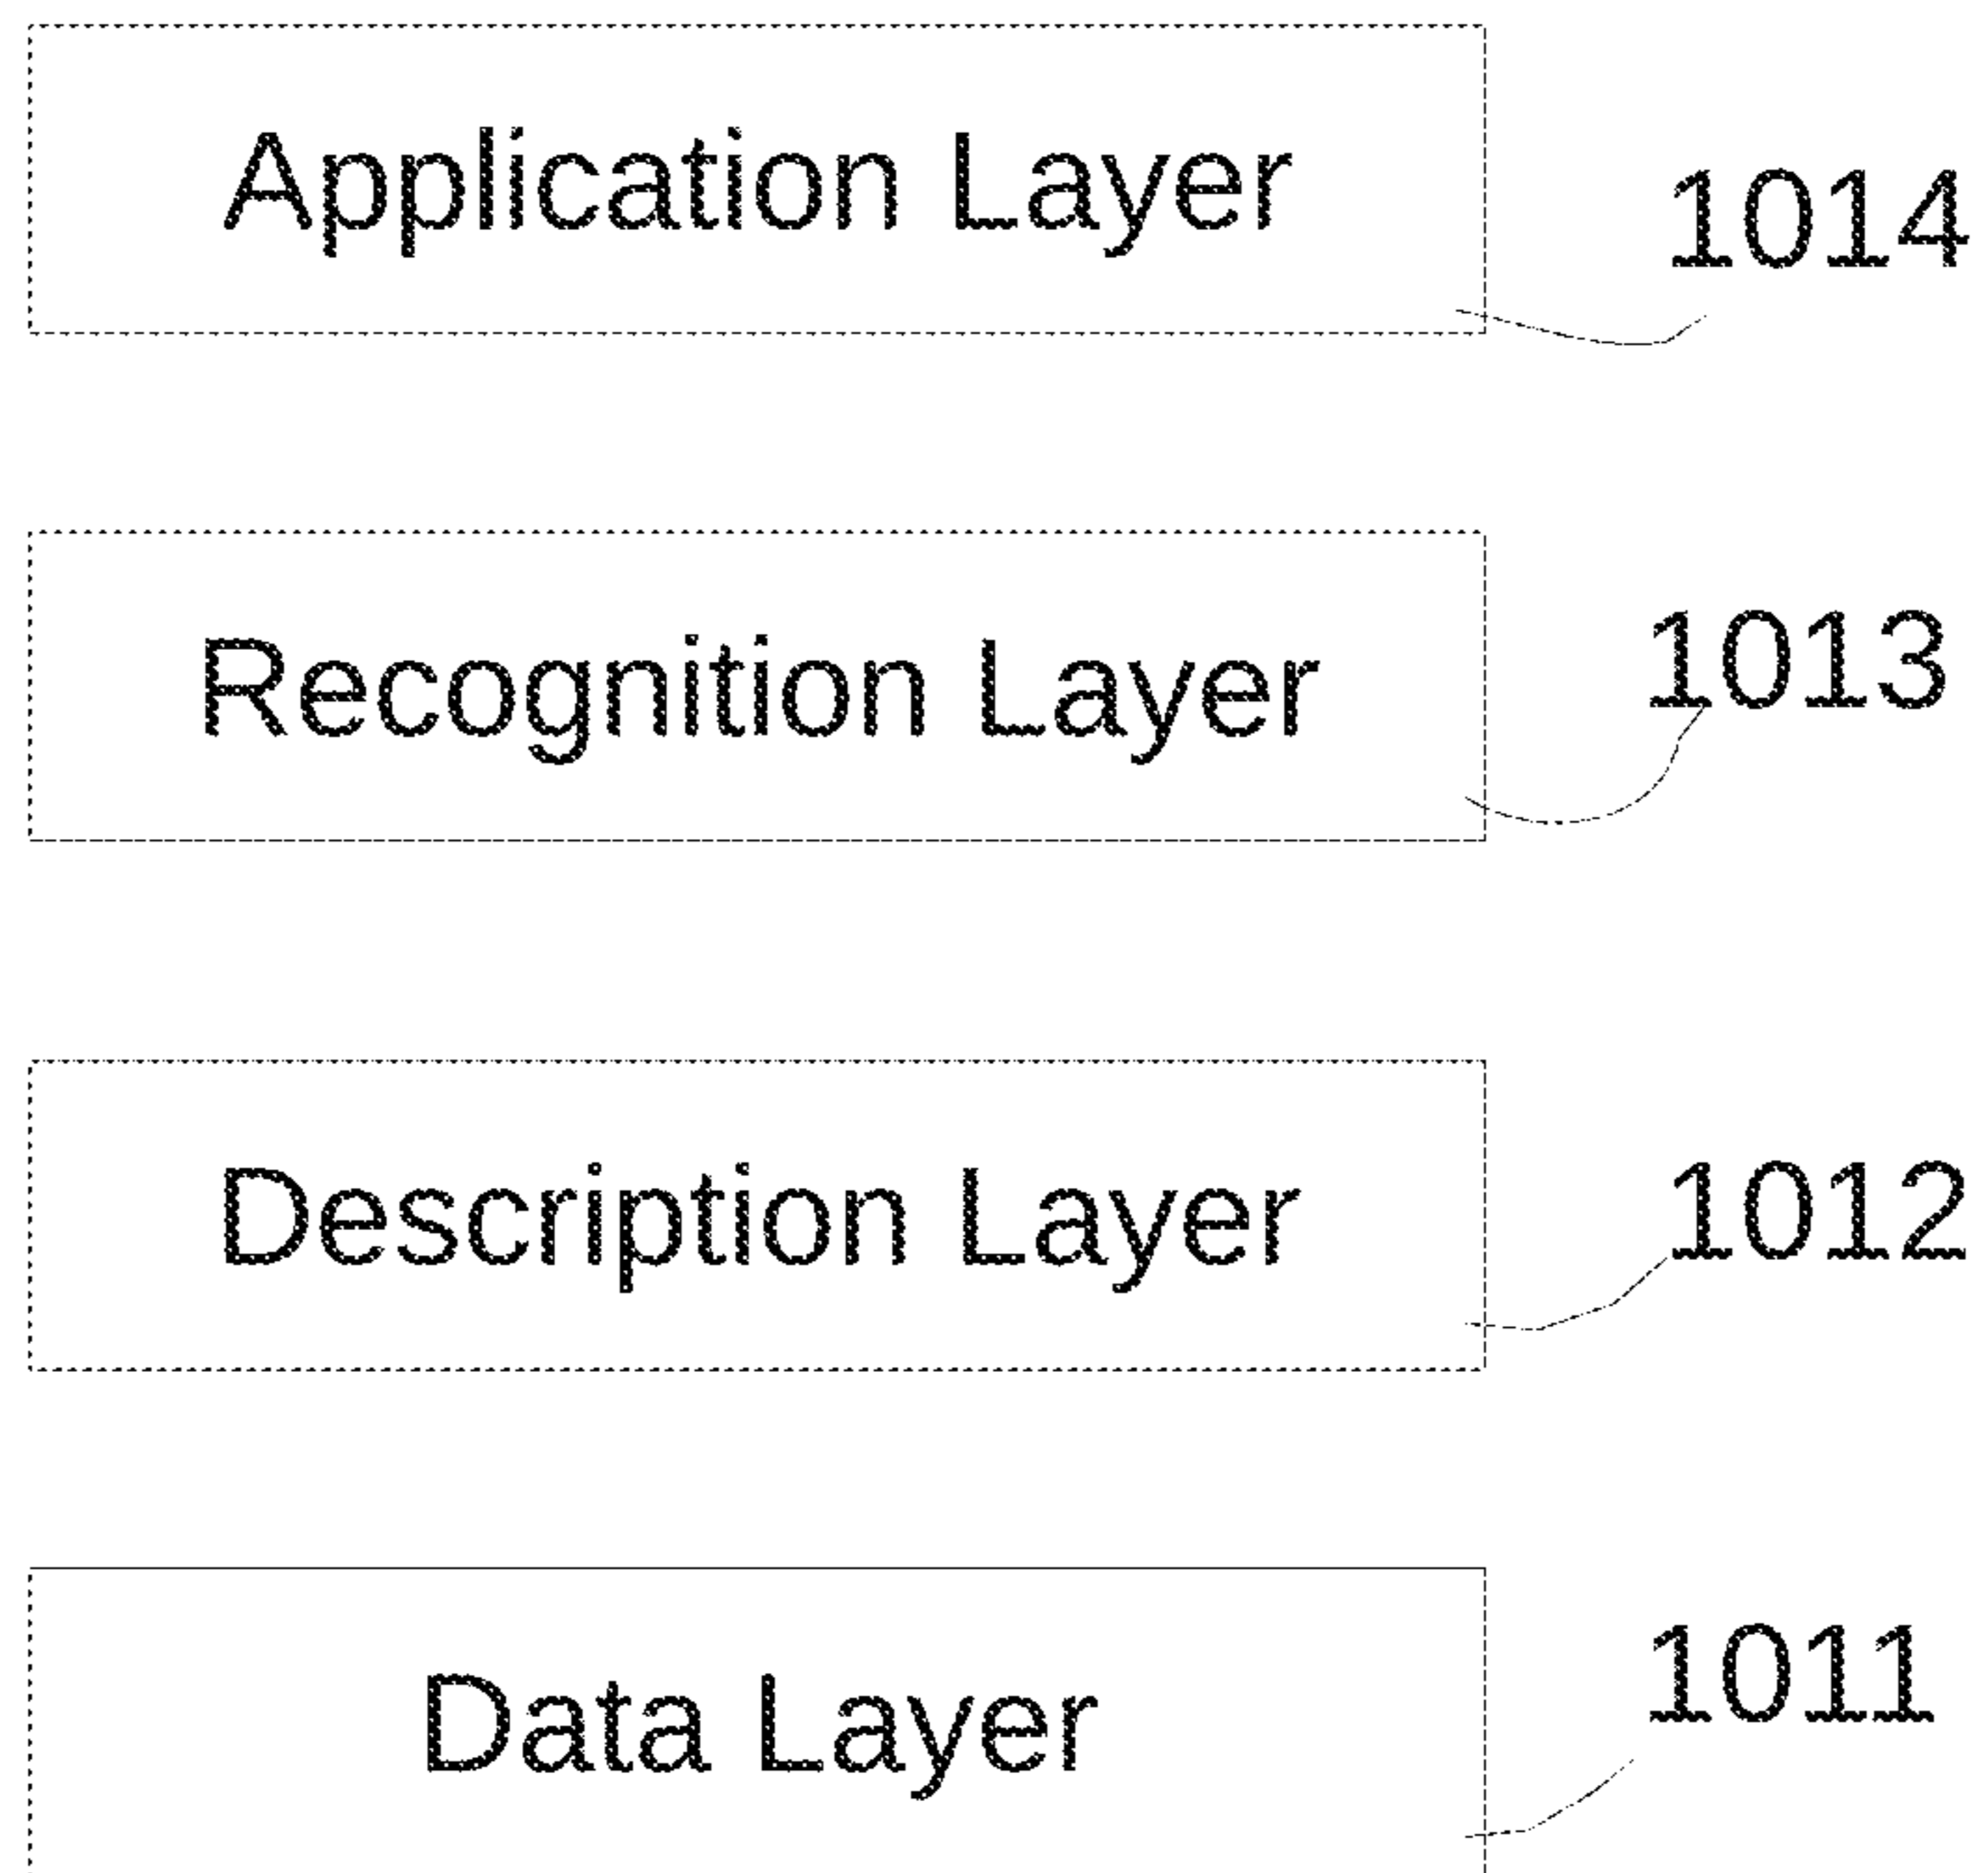 Application Layer
1014
Recognition Layer
1013
Description Layer
1012
Data Layer
1011